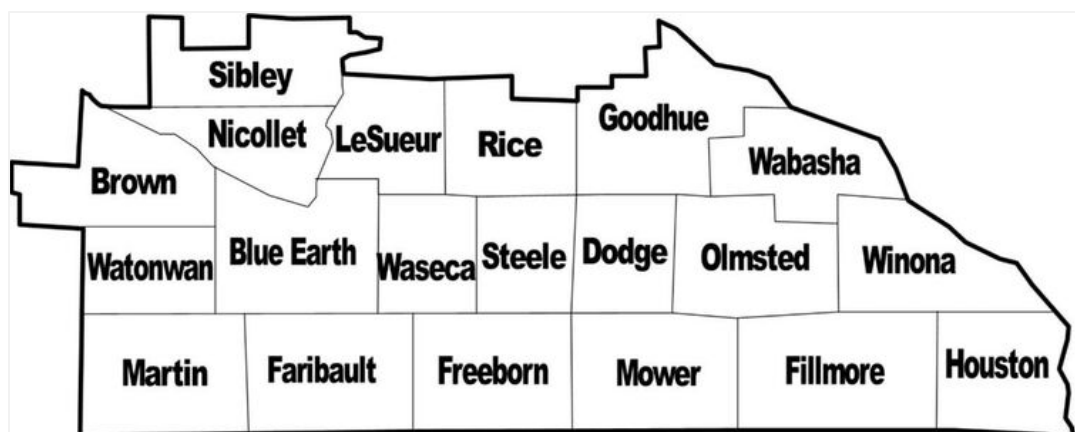 Sibley
Goodhue
Nicollet
LeSueur
Rice
Wabasha
Brown
Blue Earth
Watonwan
Waseca
Steele
Dodge
Olmsted
Winona
Martin
Faribault
Freeborn
Mower
Fillmore
Houston